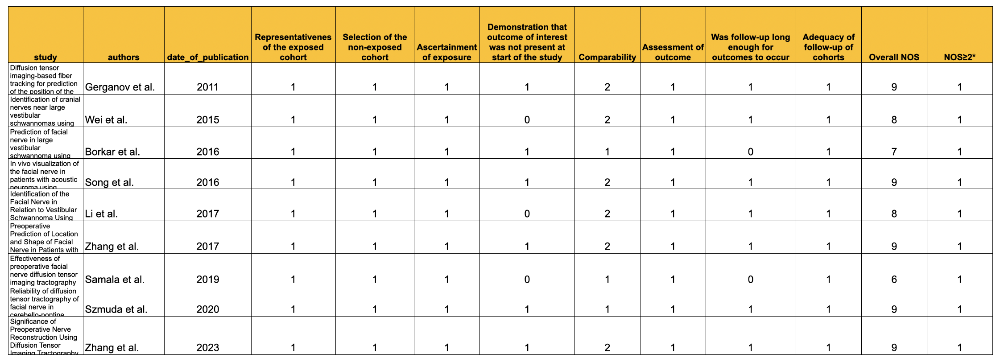 study authors date_of_publication Representativenes of the exposed cohort Selection of the non-exposed cohort Ascertainment of exposure Demonstration that outcome of interest was not present at start of the study Comparability Assessment of outcome Was follow-up long enough for outcomes to occur Adequacy of follow-up of cohorts Overall NOS NOS≥2*
Diffusion tensor
imaging-based fiber
tracking for prediction
of the position of the
Gerganov et al. 2011 1 1 1 1 2 1 1 1 9 1
Identification of cranial
nerves near large
vestibular
schwannomas using
Wei et al. 2015 1 1 1 0 2 1 1 1 8 1
Prediction of facial
nerve in large
vestibular
schwannoma using
Borkar et al. 2016 1 1 1 1 1 1 0 1 7 1
In vivo visualization of
the facial nerve in
patients with acoustic
neuroma using
Song et al. 2016 1 1 1 1 2 1 1 1 9 1
Identification of the
Facial Nerve in
Relation to Vestibular
Schwannoma Using
Li et al. 2017 1 1 1 0 2 1 1 1 8 1
Preoperative
Prediction of Location
and Shape of Facial
Nerve in Patients with
Zhang et al. 2017 1 1 1 1 2 1 1 1 9 1
Effectiveness of
preoperative facial
nerve diffusion tensor
imaging tractography
Samala et al. 2019 1 1 1 0 1 1 0 1 6 1
Reliability of diffusion
tensor tractography of
facial nerve in
cerebello-pontine
Szmuda et al. 2020 1 1 1 1 1 1 1 1 9 1
Significance of
Preoperative Nerve
Reconstruction Using
Diffusion Tensor
Imaging Tractography
Zhang et al. 2023 1 1 1 1 2 1 1 1 9 1